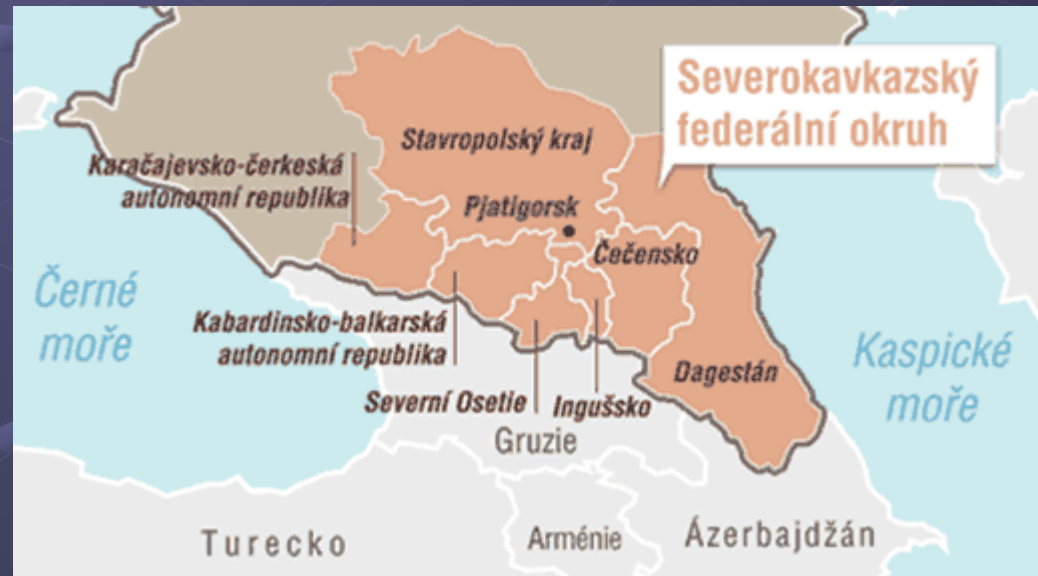 Severokavkazský
federální okruh
Stavropolský kraj
Karačajevsko-čerkeská
autonomní republika
Pjatigorsk
Čečensko
Černé
moře
Kabardinsko-balkarská
autonomní republika
Kaspické
moře
Dagestán
Severní Osetie
Ingušsko
Gruzie
Turecko
Arménie
Ázerbajdžán